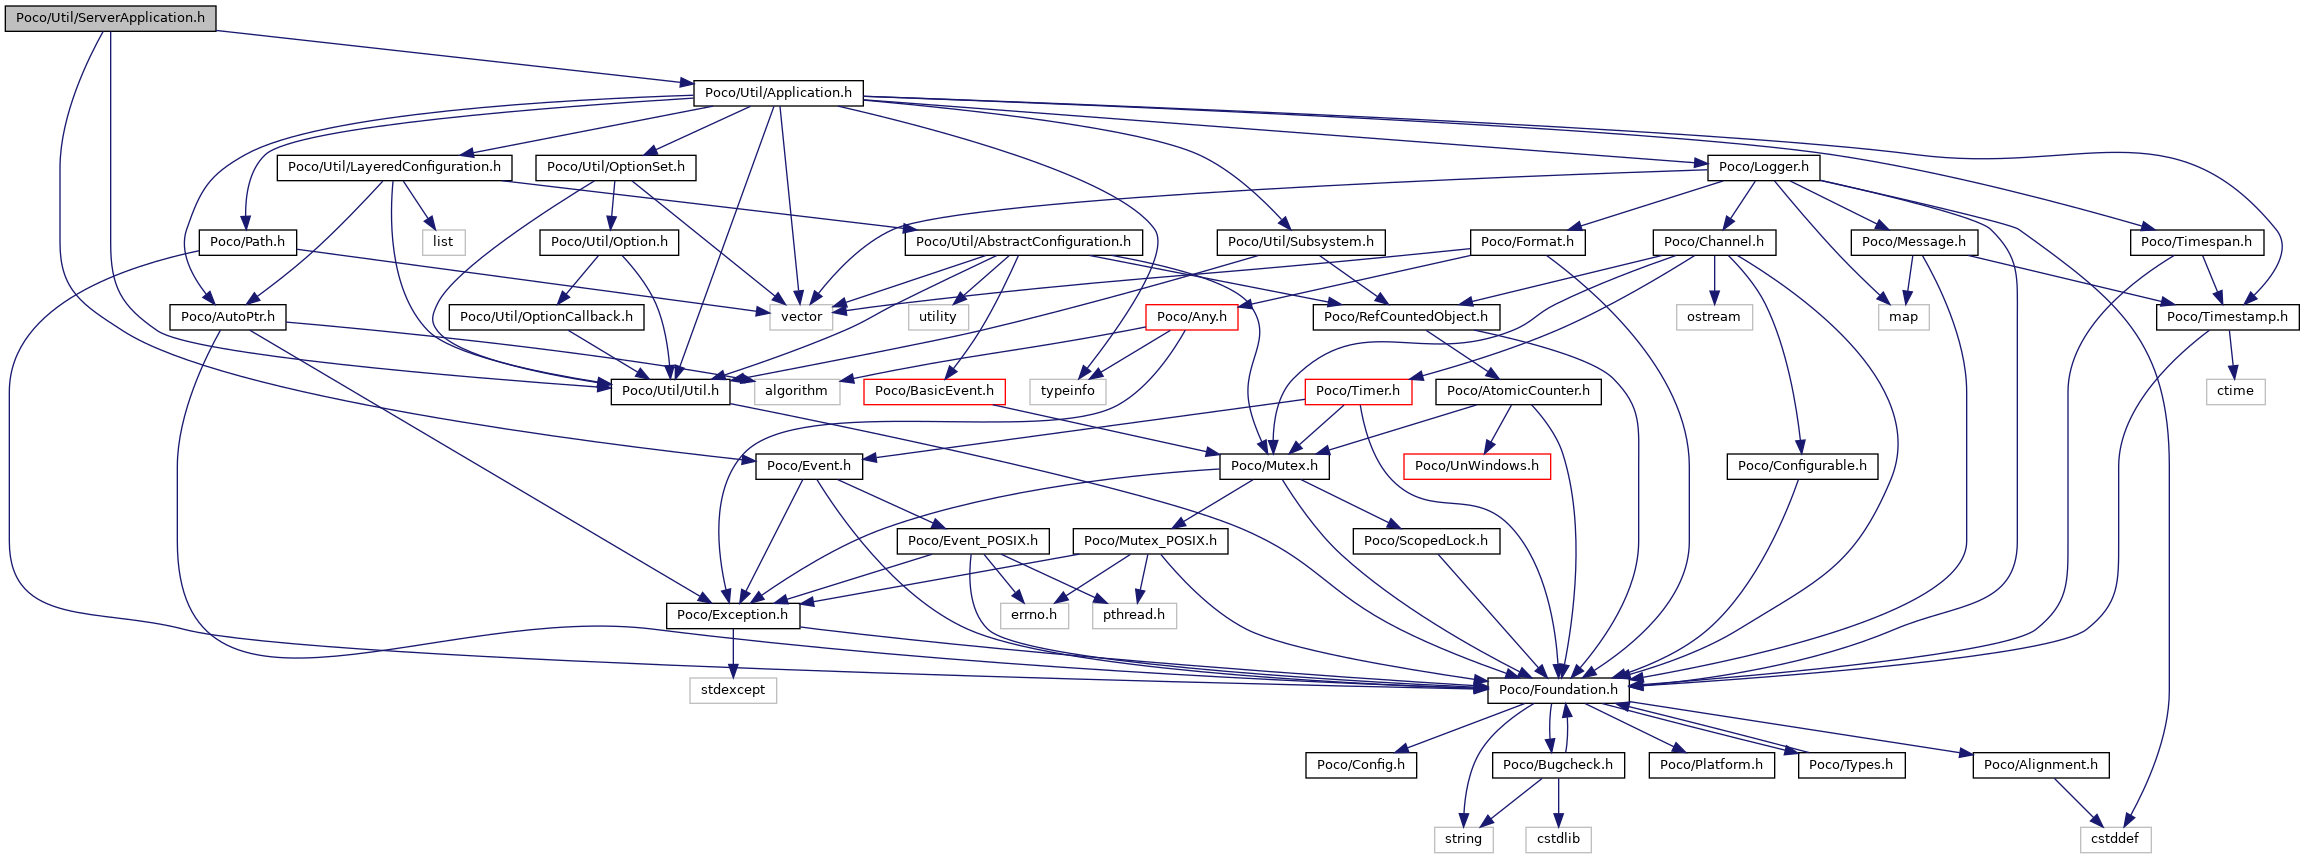 Poco/Util/ServerApplication.h
Poco/Util/Application.h
Poco/Util/LayeredConfiguration.h
Poco/Util/OptionSet.h
Poco/Logger.h
Poco/Path.h
list
Poco/Util/Option.h
Poco/Util/AbstractConfiguration.h
Poco/Util/Subsystem.h
Poco/Format.h
Poco/Channel.h
Poco/Message.h
Poco/Timespan.h
Poco/AutoPtr.h
Poco/Util/OptionCallback.h
vector
utility
Poco/Any.h
Poco/RefCountedObject.h
ostream
map
Poco/Timestamp.h
Poco/Util/Util.h
algorithm
Poco/BasicEvent.h
typeinfo
Poco/Timer.h
Poco/AtomicCounter.h
ctime
Poco/Event.h
Poco/Mutex.h
Poco/UnWindows.h
Poco/Configurable.h
Poco/Event_POSIX.h
Poco/Mutex_POSIX.h
Poco/ScopedLock.h
Poco/Exception.h
errno.h
pthread.h
stdexcept
Poco/Foundation.h
Poco/Config.h
Poco/Bugcheck.h
Poco/Platform.h
Poco/Types.h
Poco/Alignment.h
string
cstdlib
cstddef